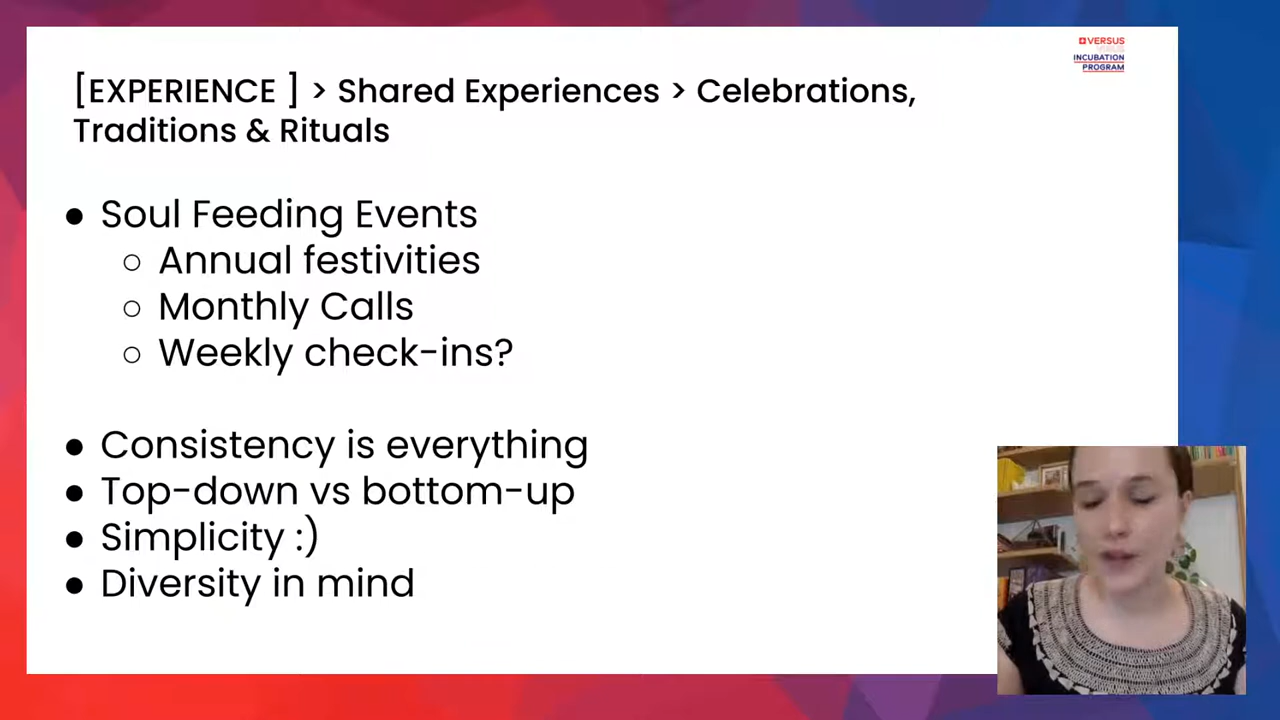 [EXPERIENCE ] > Shared Experiences > Celebrations,
Traditions & Rituals
VERSUS
VIRUS
INCUBATION
PROGRAM
● Soul Feeding Events
○ Annual festivities
○ Monthly Calls
○ Weekly check-ins?
● Consistency is everything
● Top-down vs bottom-up
● Simplicity :)
● Diversity in mind